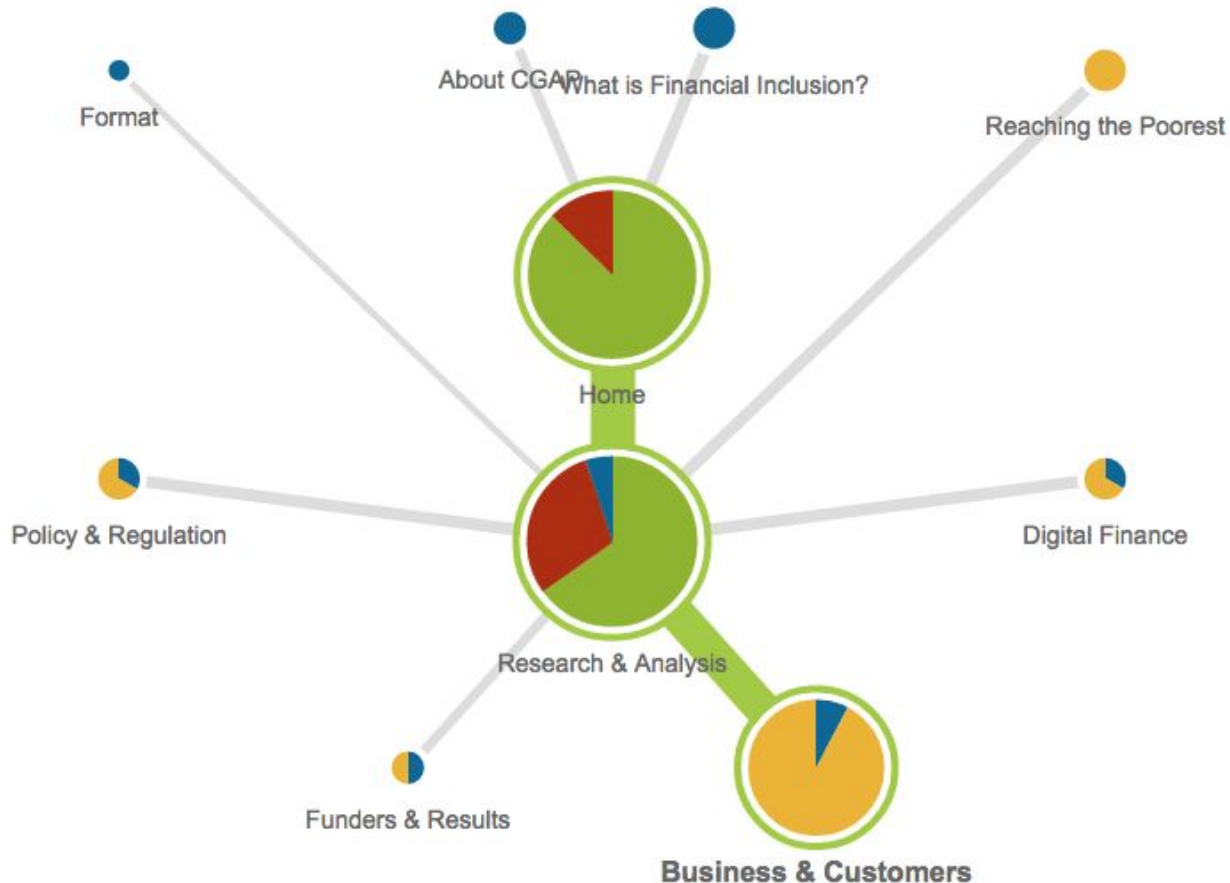 About CGAP
What is Financial Inclusion?
Format
Reaching the Poorest
Home
Policy & Regulation
Digital Finance
Research & Analysis
Funders & Results
Business & Customers